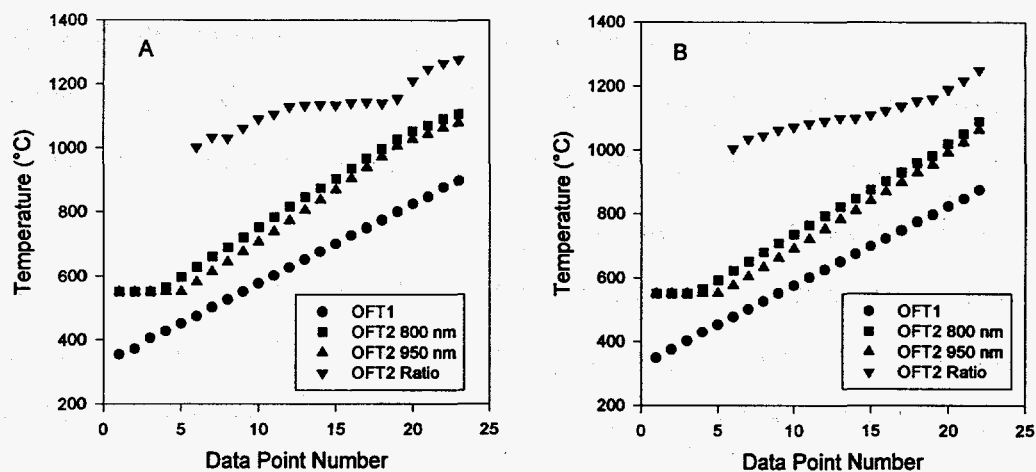 A
Temperature (°C)
1400
1200
1000
800
600
400
200
0 5 10 15 20 25
Data Point Number
OFT1
OFT2 800 nm
OFT2 950 nm
OFT2 Ratio
B
Temperature (°C)
1400
1200
1000
800
600
400
200
0 5 10 15 20 25
Data Point Number
OFT1
OFT2 800 nm
OFT2 950 nm
OFT2 Ratio